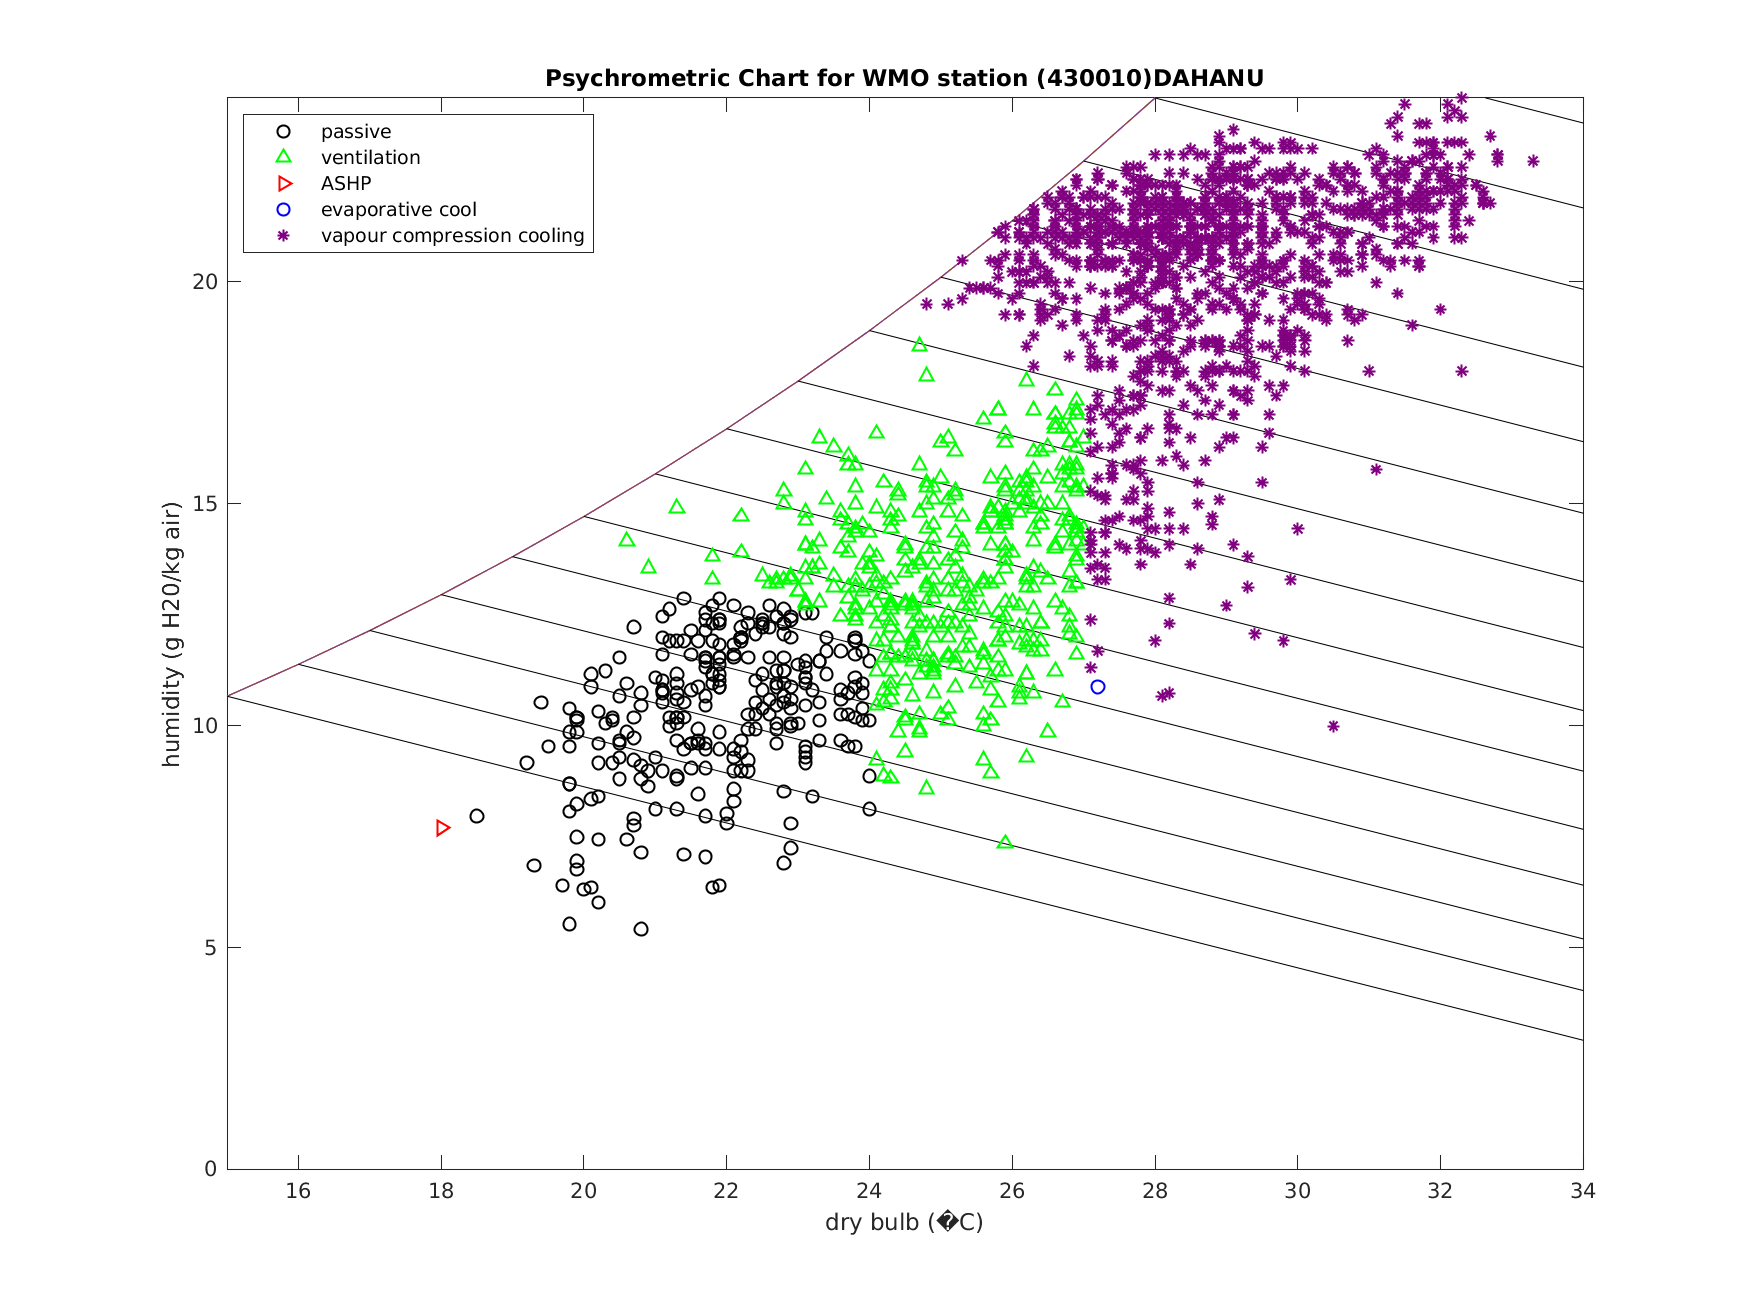 Psychrometric Chart for WMO station (430010)DAHANU
passive
ventilation
ASHP
evaporative cool
vapour compression cooling
humidity (g H20/kg air)
20
15
10
5
0
16 18 20 22 24 26 28 30 32 34
dry bulb (�C)